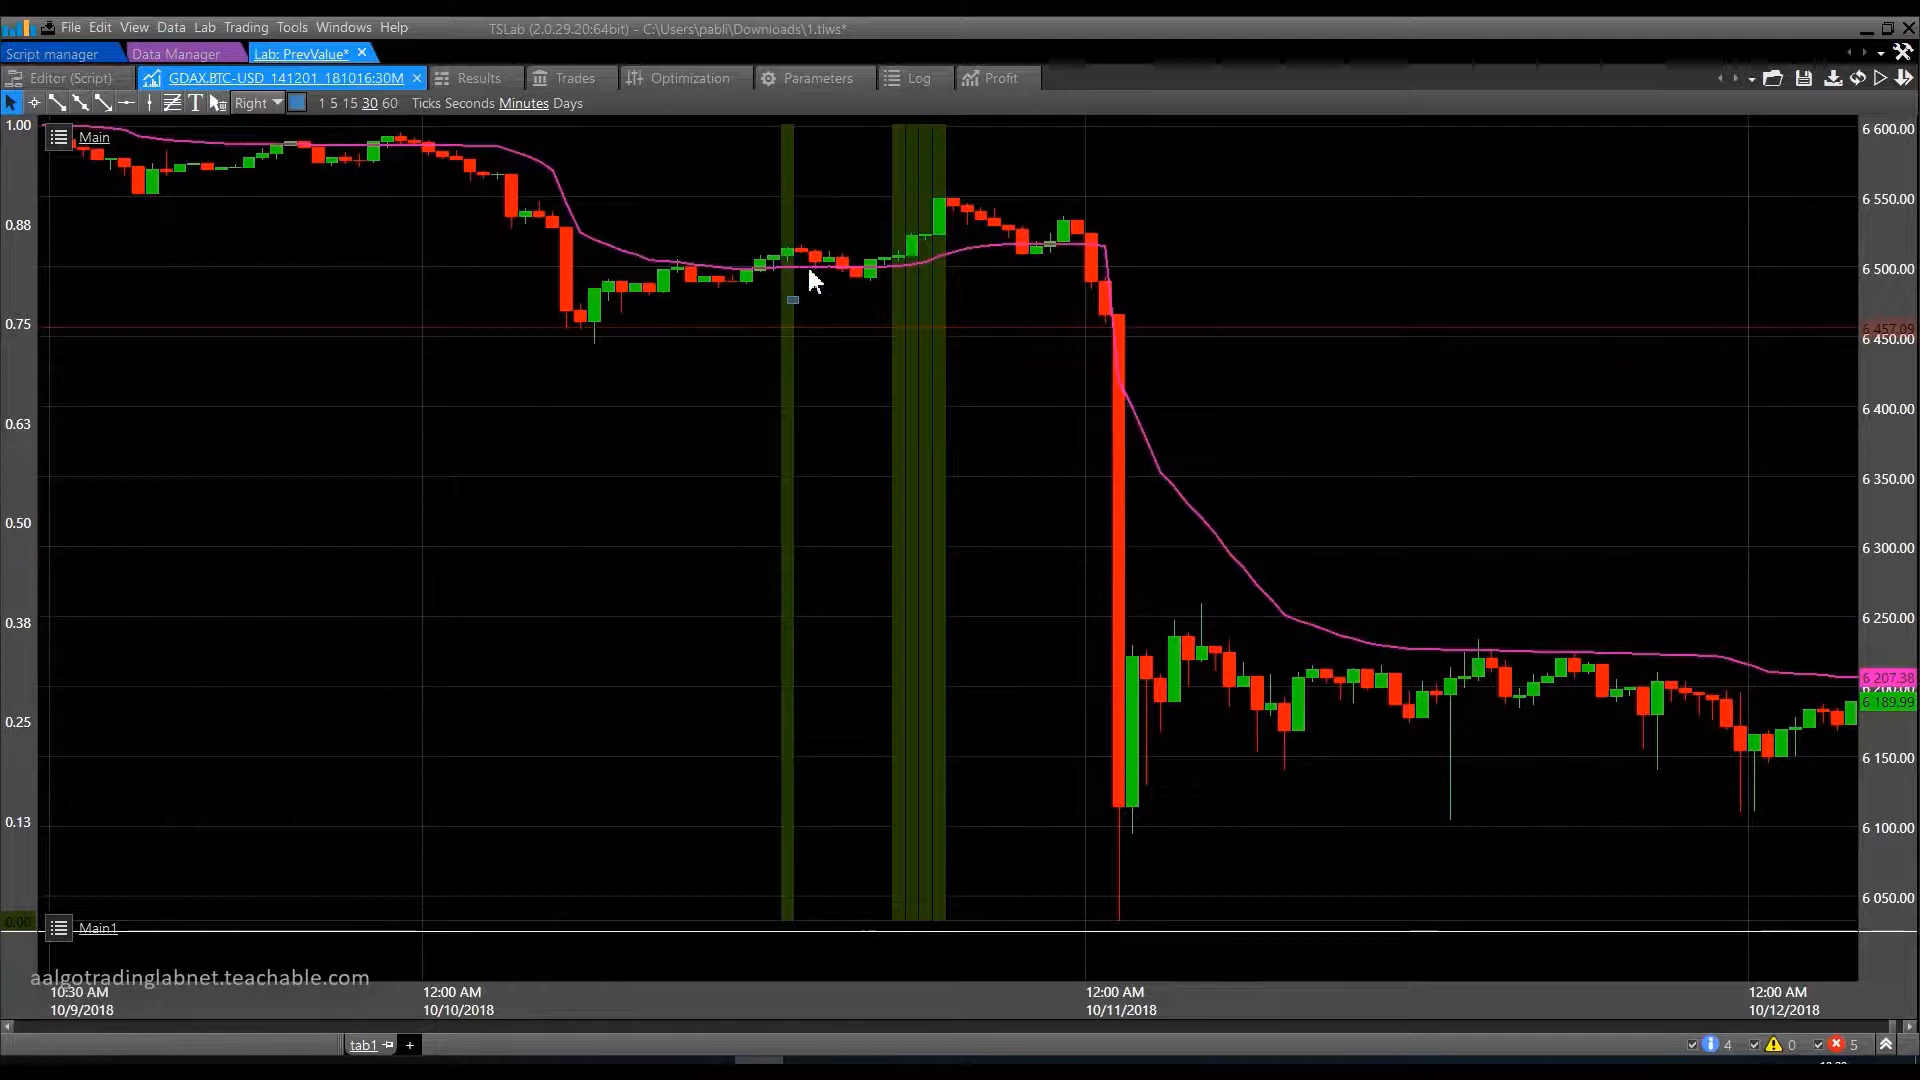 File Edit View Data Lab Trading Tools Windows Help
TSLab (2.0.29.20:64bit) - C:\Users\pabli\Downloads\1.tlws*
Script manager
Data Manager
Lab: PrevValue*
Editor (Script)
GDAX.BTC-USD_141201_181016:30M
Results
Trades
Optimization
Parameters
Log
Profit
Right
1 5 15 30 60
Ticks Seconds Minutes Days
Main
1.00
0.88
0.75
0.63
0.50
0.38
0.25
0.13
0.00
6 600.00
6 550.00
6 500.00
6 457.09
6 450.00
6 400.00
6 350.00
6 300.00
6 250.00
6 207.38
6 200.00
6 189.99
6 150.00
6 100.00
6 050.00
Main1
aalgotradinglabnet.teachable.com
10:30 AM
10/9/2018
12:00 AM
10/10/2018
12:00 AM
10/11/2018
12:00 AM
10/12/2018
tab1
4
0
5